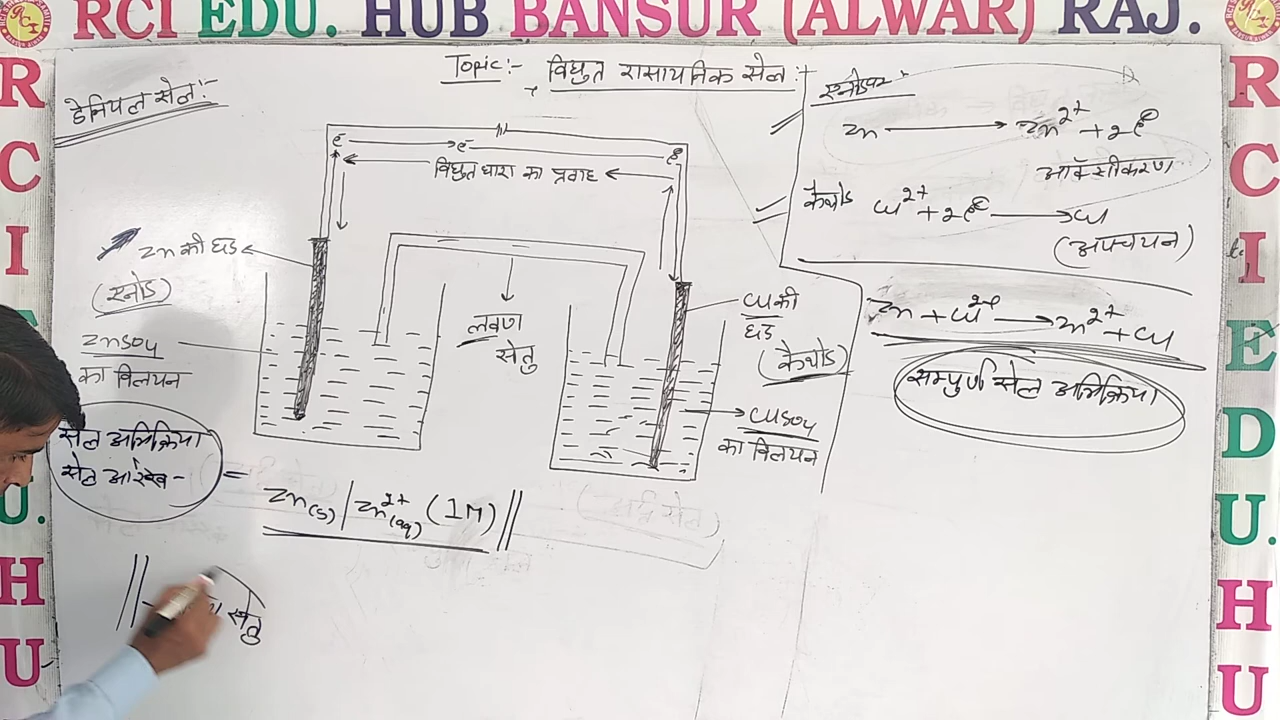 RCI EDU. HUB BANSUR (ALWAR) RAJ.
R
C
I
E
D
U.
H
U
R
C
I
E
D
U.
H
U
Topic:- विद्युत रासायनिक सेल :-
डेनियल सेल:-
e⁻
e⁻
e⁻
विद्युत धारा का प्रवाह
Zn की छड़
(एनोड)
ZnSO4
का विलयन
लवण
सेतु
Cu की
छड़
(कैथोड)
CuSO4
का विलयन
एनोड पर :-
Zn → Zn²⁺ + 2e⁻
ऑक्सीकरण
कैथोड Cu²⁺ + 2e⁻ → Cu
(अपचयन)
Zn + Cu²⁺ → Zn²⁺ + Cu
सम्पुर्ण सेल अभिक्रिया
सेल अभिक्रिया
सेल आरेख -
= Zn(s) | Zn²⁺(aq) (1M) ||
|| सेतु